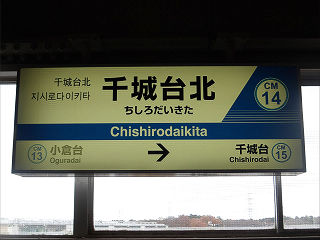 千城台北
지시로다이키타
千城台北
ちしろだいきた
CM
14
Chishirodaikita
CM
13
小倉台
Oguradai
→
千城台
Chishirodai
CM
15